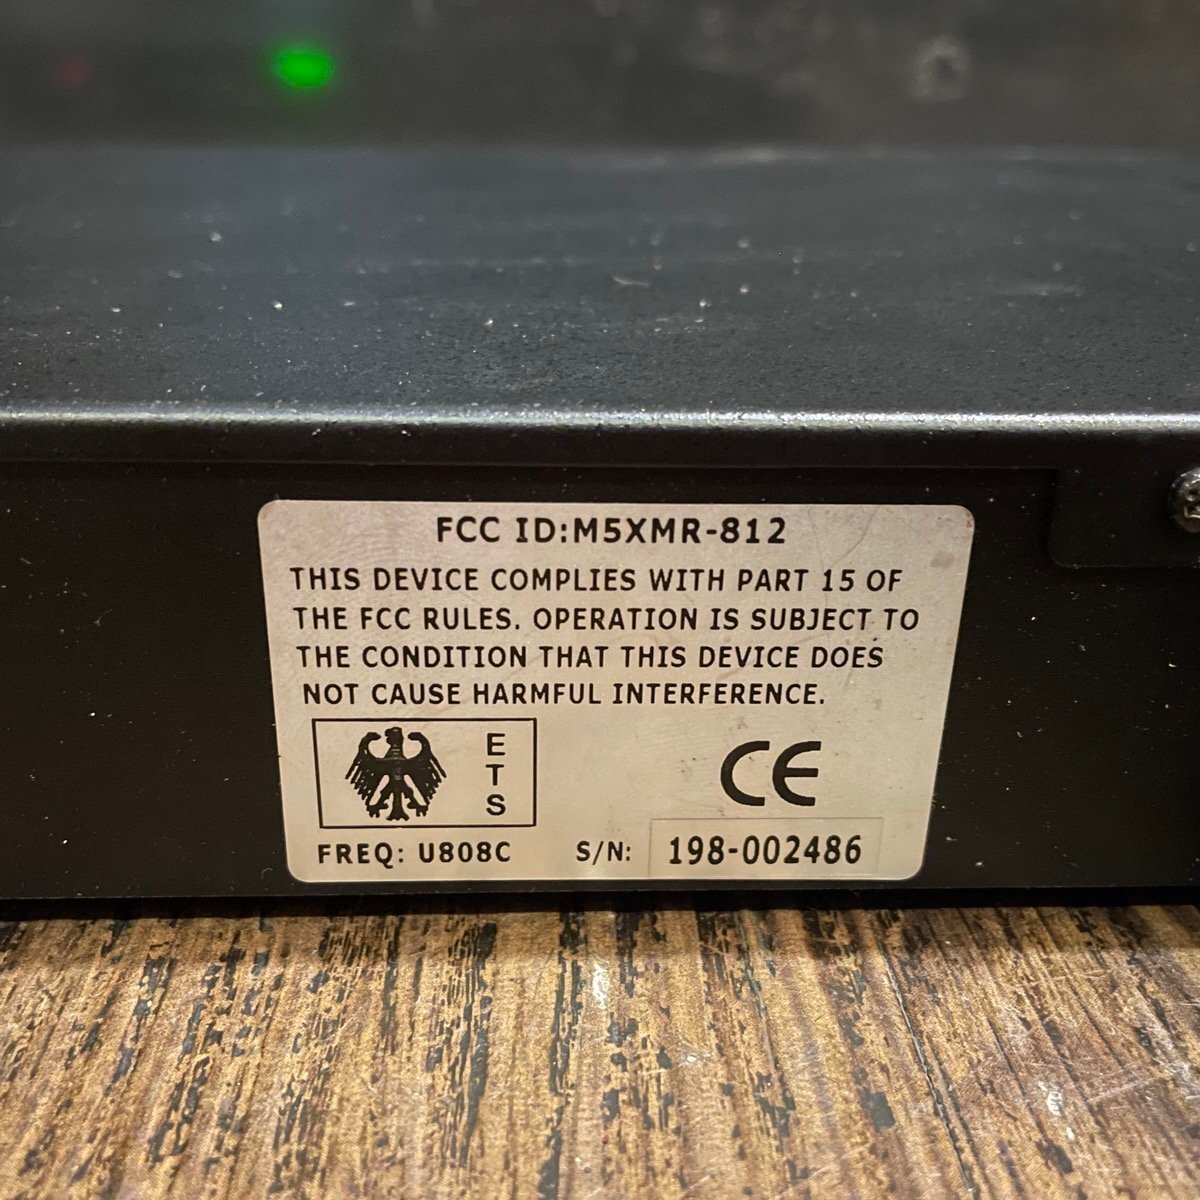 FCC ID:M5XMR-812
THIS DEVICE COMPLIES WITH PART 15 OF
THE FCC RULES. OPERATION IS SUBJECT TO
THE CONDITION THAT THIS DEVICE DOES
NOT CAUSE HARMFUL INTERFERENCE.
ETS
CE
FREQ: U808C S/N: 198-002486